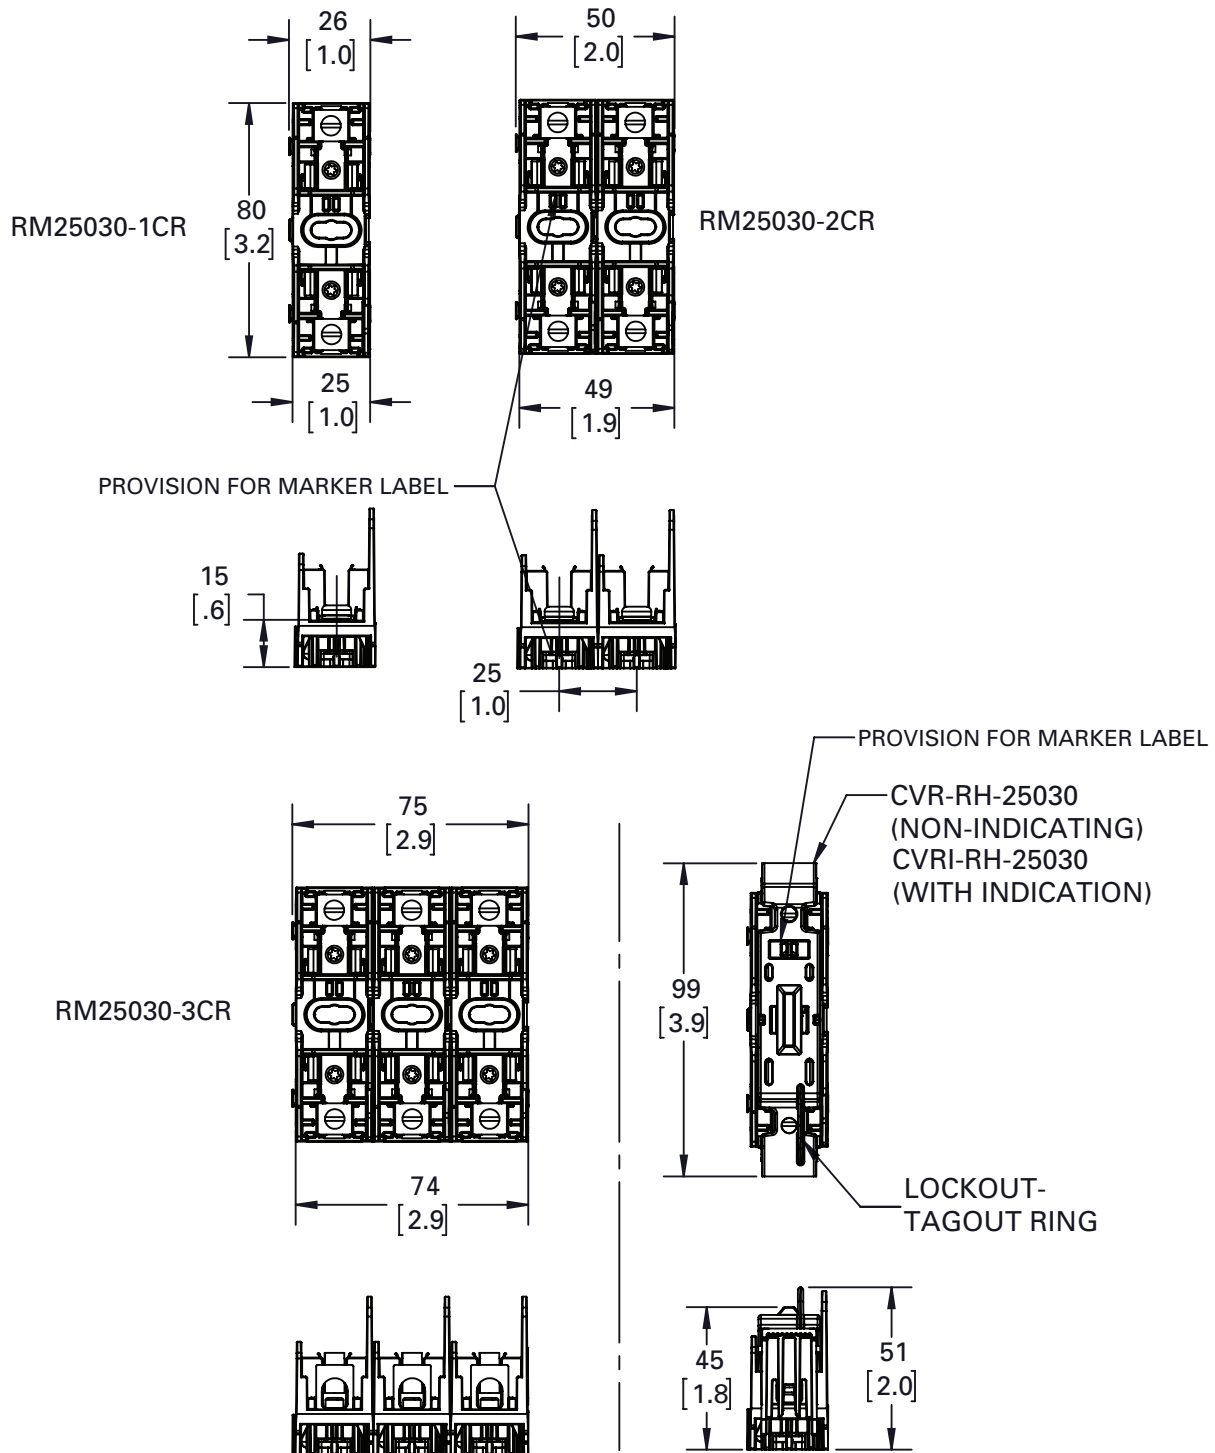 26
[1.0]
50
[2.0]
RM25030-1CR
80
[3.2]
RM25030-2CR
25
[1.0]
49
[1.9]
PROVISION FOR MARKER LABEL
15
[.6]
25
[1.0]
PROVISION FOR MARKER LABEL
CVR-RH-25030
(NON-INDICATING)
CVRI-RH-25030
(WITH INDICATION)
75
[2.9]
RM25030-3CR
99
[3.9]
74
[2.9]
LOCKOUT-
TAGOUT RING
45
[1.8]
51
[2.0]